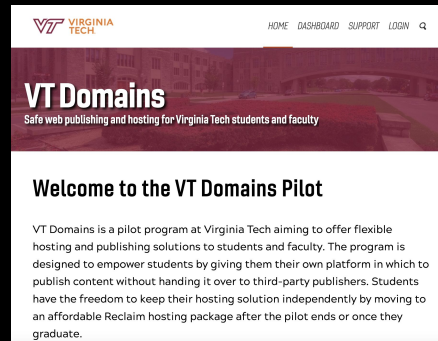 VT VIRGINIA TECH.
HOME DASHBOARD SUPPORT LOGIN
VT Domains
Safe web publishing and hosting for Virginia Tech students and faculty
Welcome to the VT Domains Pilot
VT Domains is a pilot program at Virginia Tech aiming to offer flexible
hosting and publishing solutions to students and faculty. The program is
designed to empower students by giving them their own platform in which to
publish content without handing it over to third-party publishers. Students
have the freedom to keep their hosting solution independently by moving to
an affordable Reclaim hosting package after the pilot ends or once they
graduate.